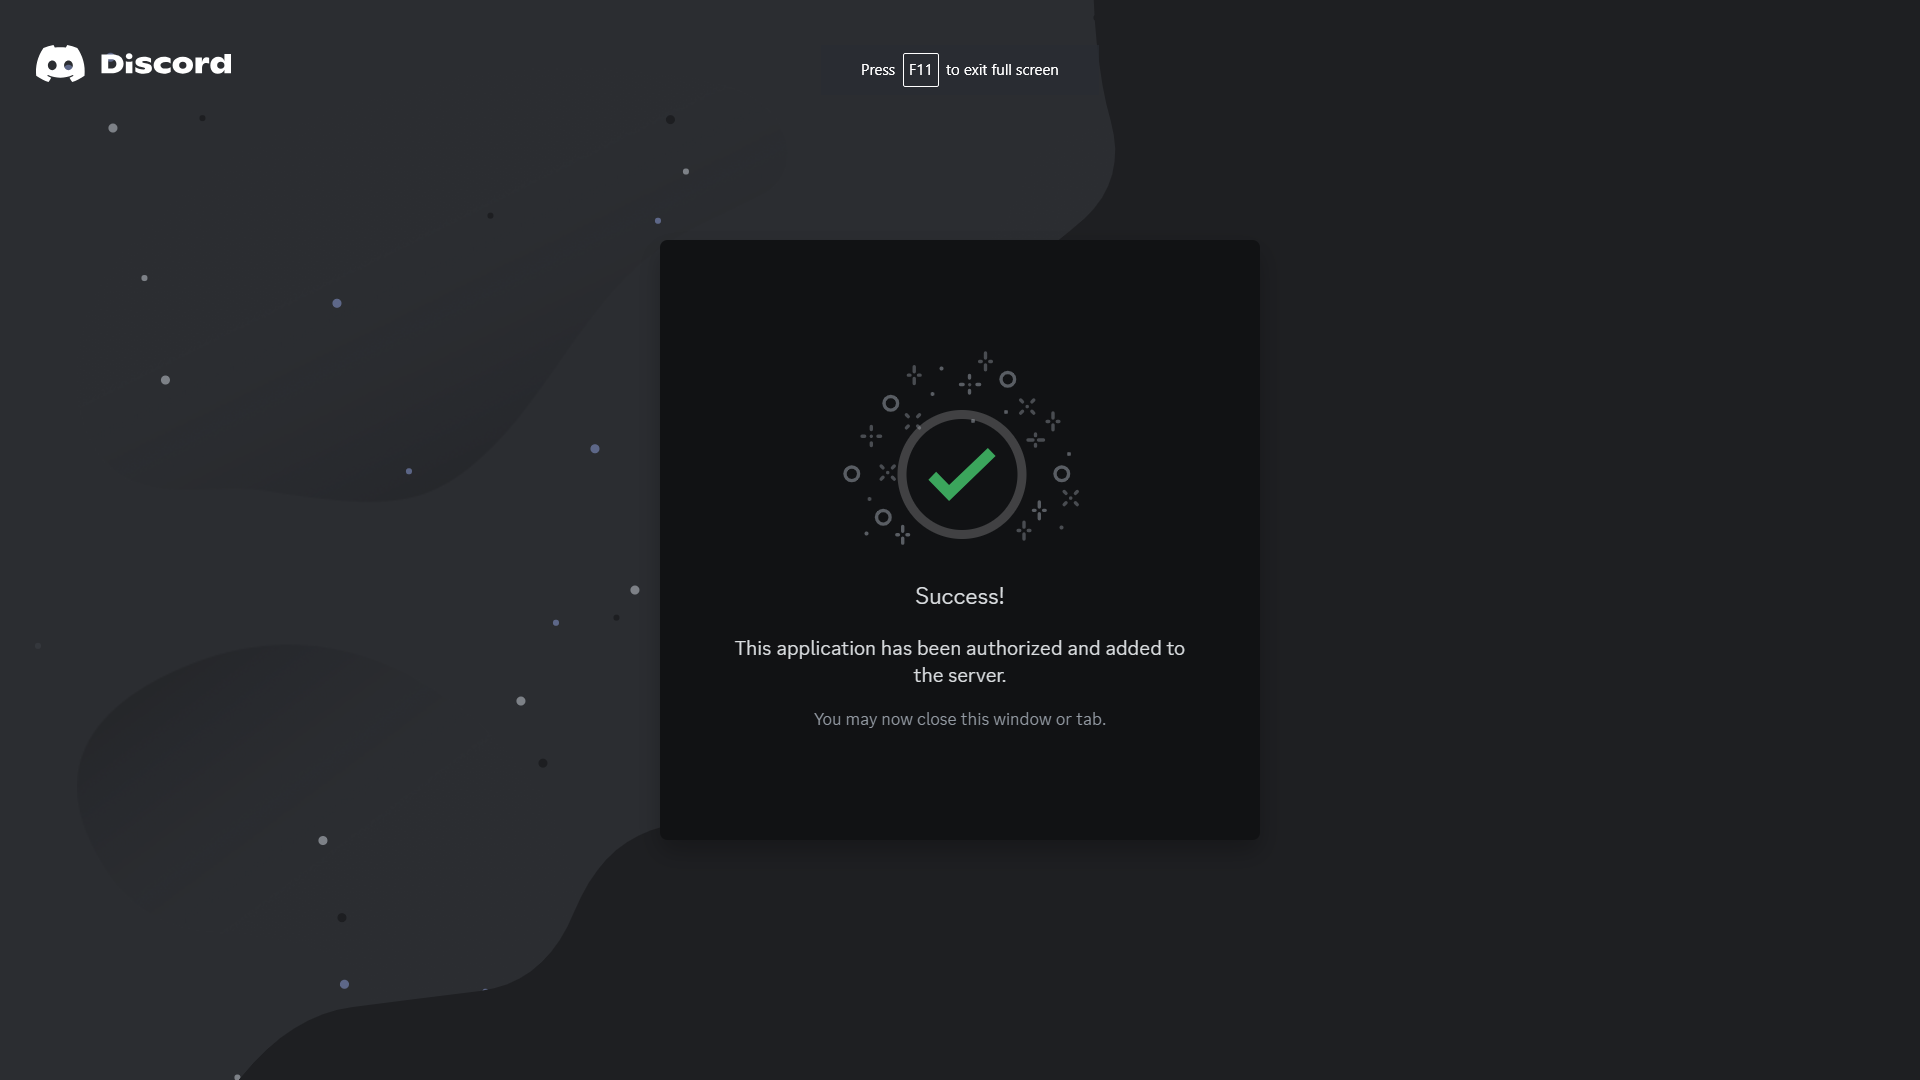 Discord
Press F11 to exit full screen
Success!
This application has been authorized and added to
the server.
You may now close this window or tab.